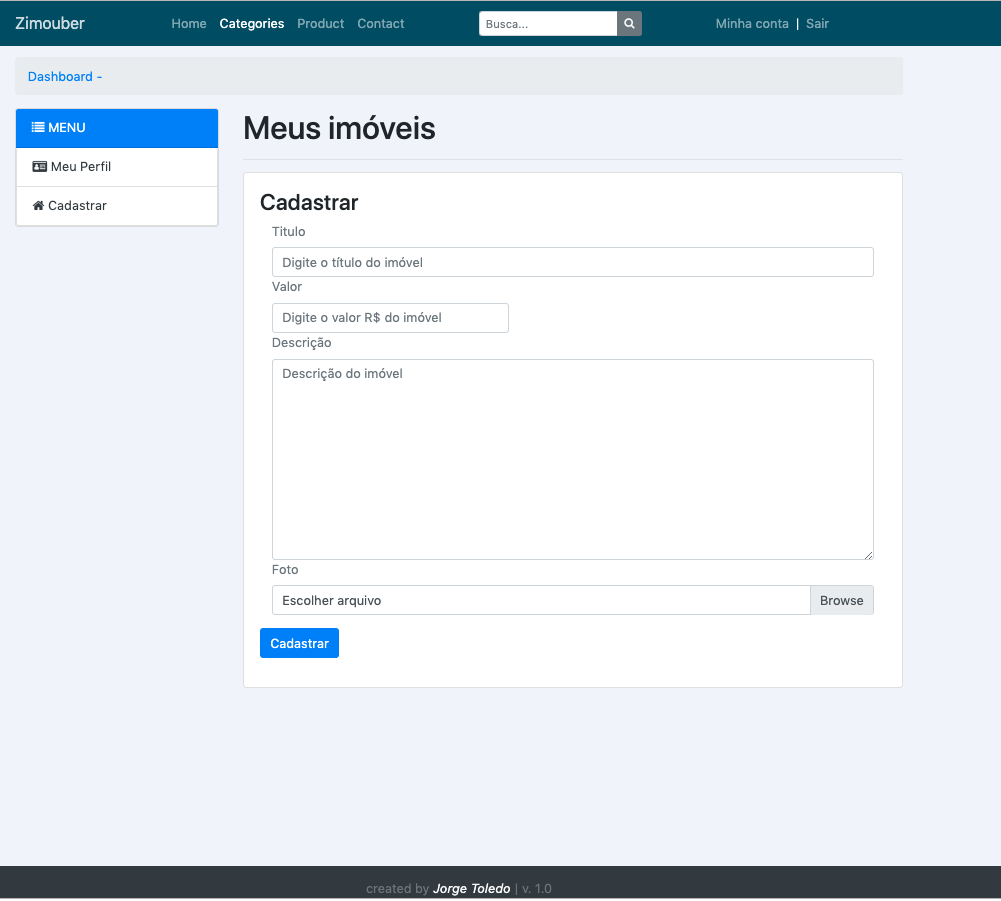 Zimouber Home Categories Product Contact Busca... Minha conta | Sair
Dashboard -
MENU
Meu Perfil
Cadastrar
Meus imóveis
Cadastrar
Titulo
Digite o título do imóvel
Valor
Digite o valor R$ do imóvel
Descrição
Descrição do imóvel
Foto
Escolher arquivo Browse
Cadastrar
created by Jorge Toledo | v. 1.0